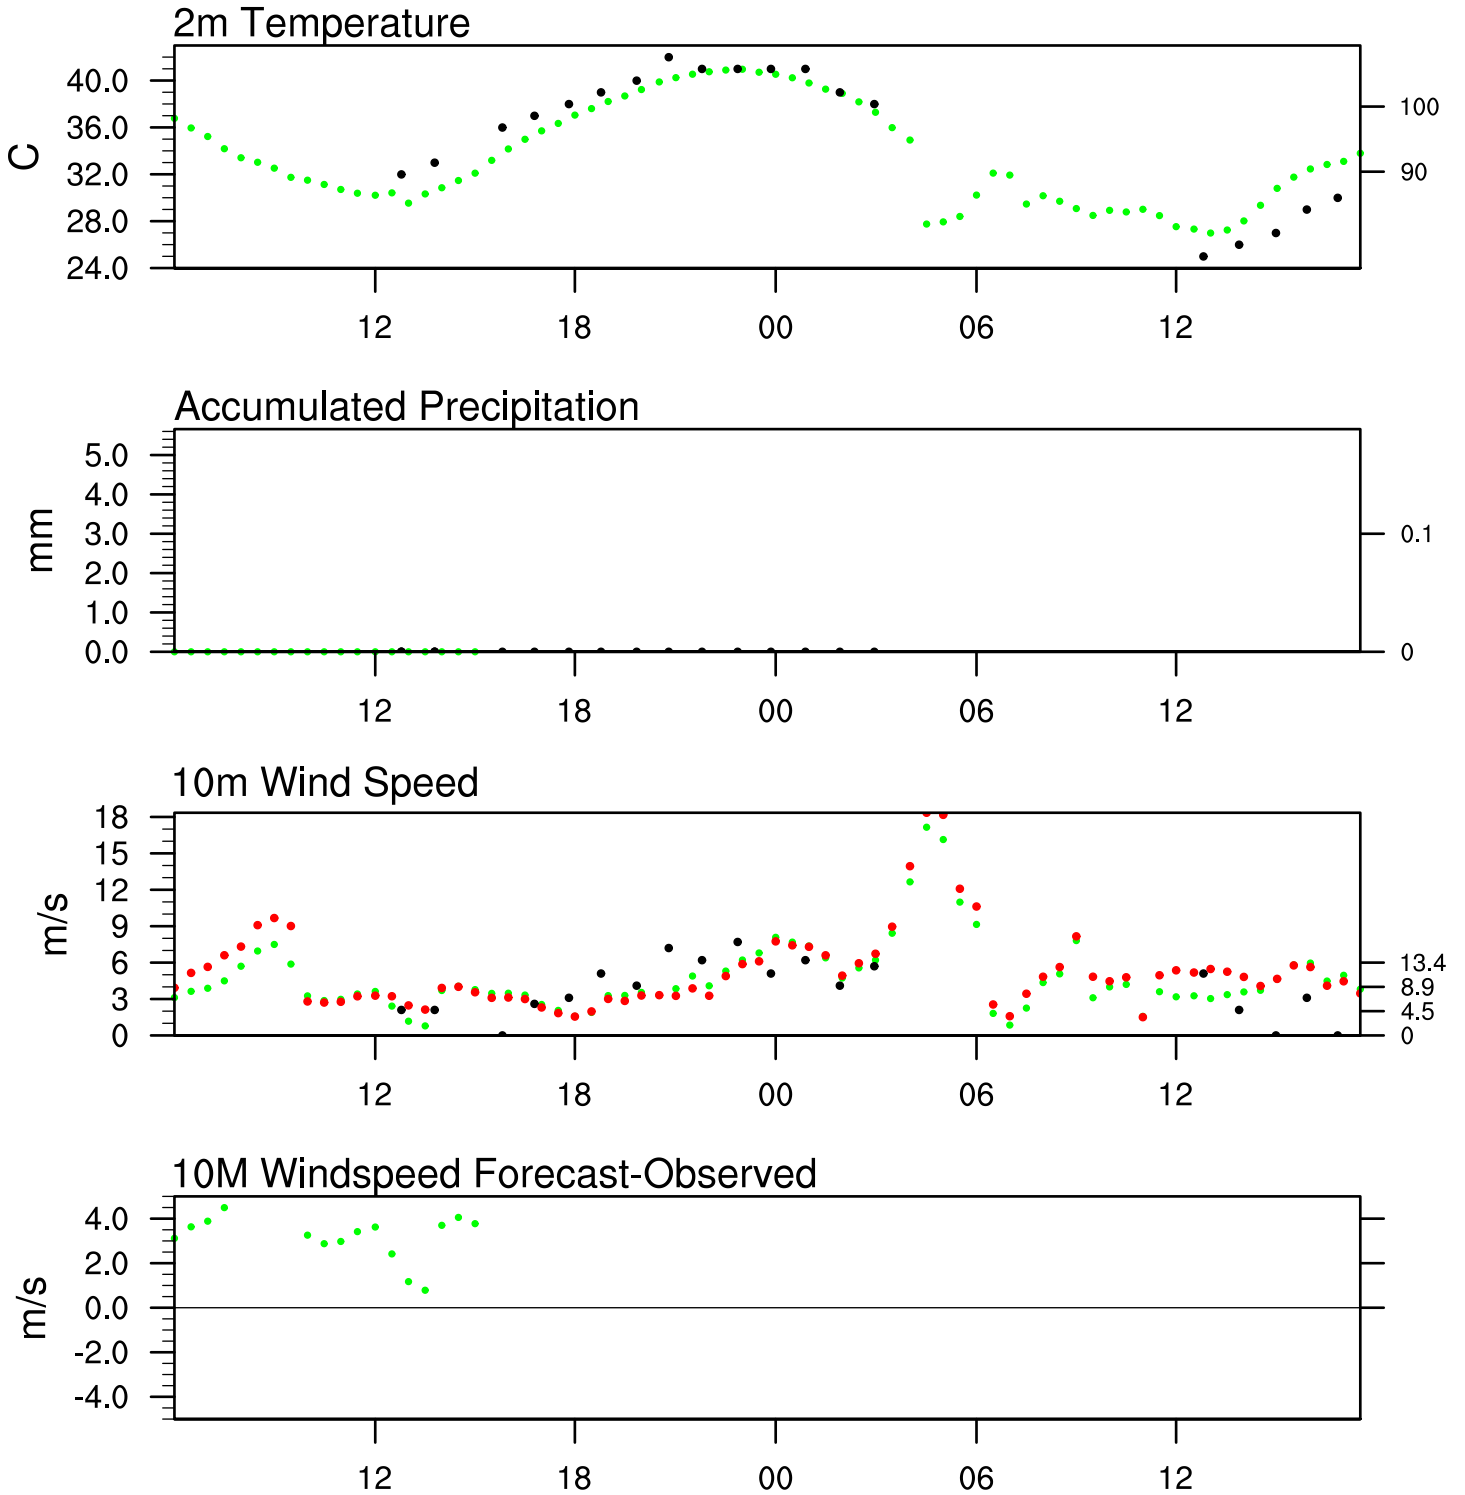 2m Temperature
C
40.0
36.0
32.0
28.0
24.0
100
90
12 18 00 06 12
Accumulated Precipitation
mm
5.0
4.0
3.0
2.0
1.0
0.0
0.1
0
12 18 00 06 12
10m Wind Speed
m/s
18
15
12
9
6
3
0
13.4
8.9
4.5
0
12 18 00 06 12
10M Windspeed Forecast-Observed
m/s
4.0
2.0
0.0
-2.0
-4.0
12 18 00 06 12